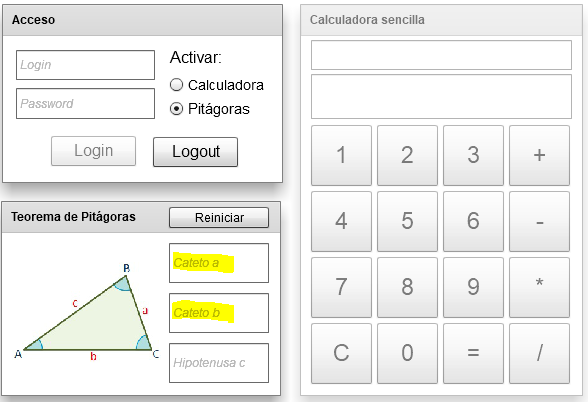 Acceso
Login
Password
Activar:
Calculadora
Pitágoras
Login
Logout
Teorema de Pitágoras
Reiniciar
Cateto a
Cateto b
Hipotenusa c
B
c
a
A
b
C
Calculadora sencilla
1 2 3 +
4 5 6 -
7 8 9 *
C 0 = /